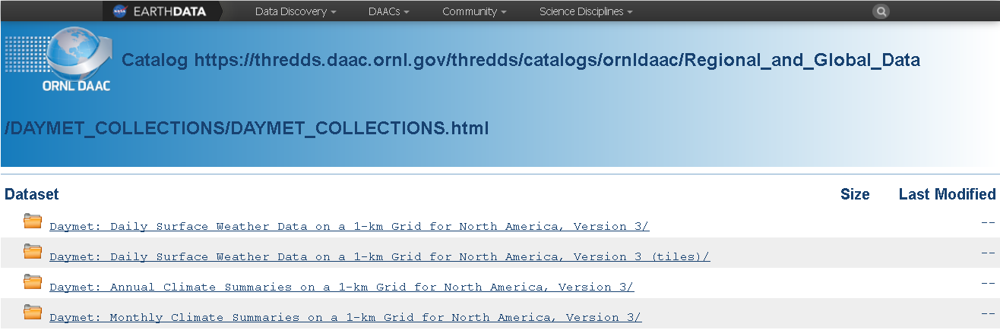 EARTHDATA Data Discovery DAACs Community Science Disciplines
ORNL DAAC
Catalog https://thredds.daac.ornl.gov/thredds/catalogs/ornldaac/Regional_and_Global_Data
/DAYMET_COLLECTIONS/DAYMET_COLLECTIONS.html
Dataset Size Last Modified
Daymet: Daily Surface Weather Data on a 1-km Grid for North America, Version 3/ --
Daymet: Daily Surface Weather Data on a 1-km Grid for North America, Version 3 (tiles)/ --
Daymet: Annual Climate Summaries on a 1-km Grid for North America, Version 3/ --
Daymet: Monthly Climate Summaries on a 1-km Grid for North America, Version 3/ --